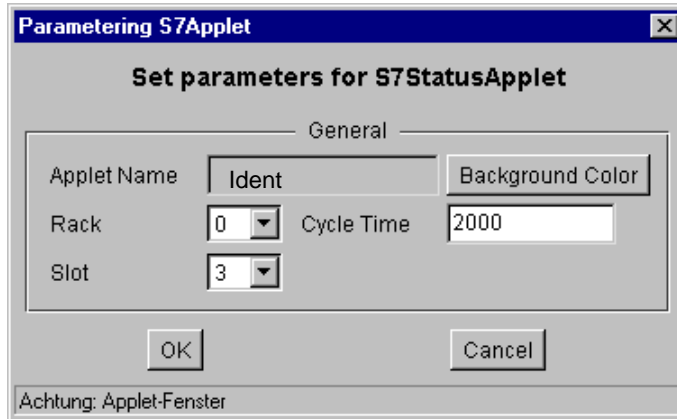 Parametering S7Applet
Set parameters for S7StatusApplet
General
Applet Name Ident Background Color
Rack 0 Cycle Time 2000
Slot 3
OK Cancel
Achtung: Applet-Fenster